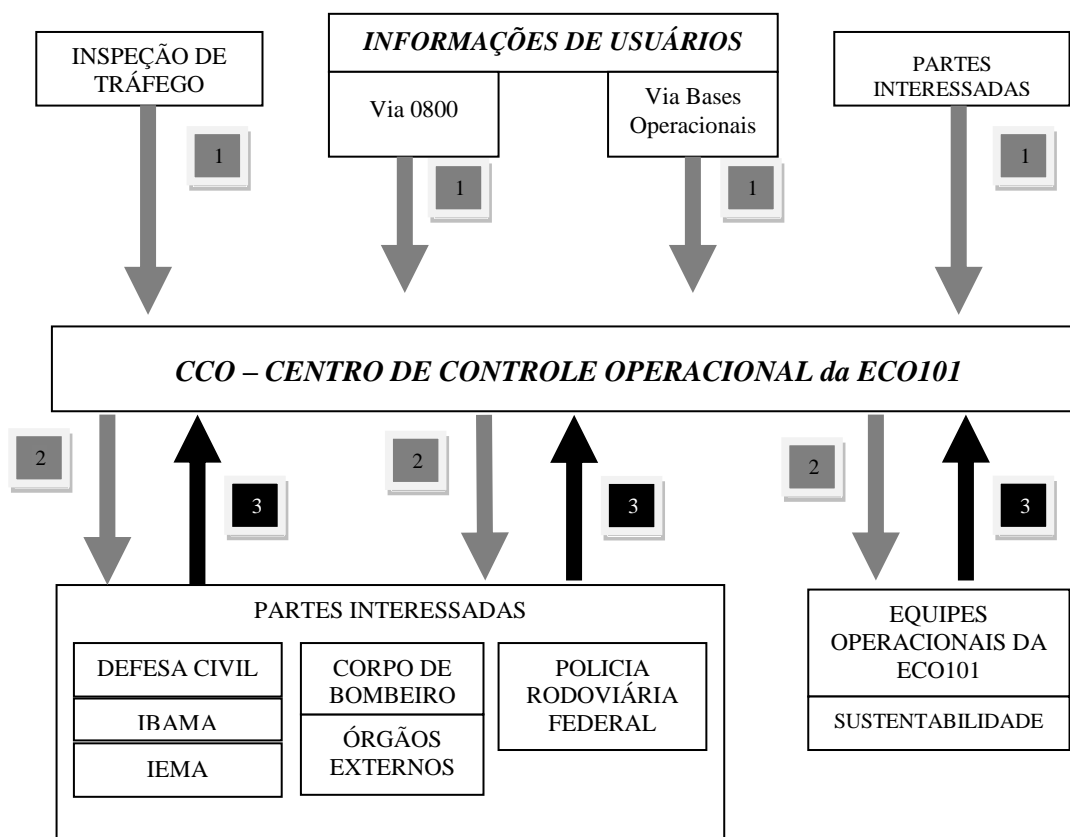 INSPEÇÃO DE
TRÁFEGO
INFORMAÇÕES DE USUÁRIOS
Via 0800
Via Bases
Operacionais
PARTES
INTERESSADAS
1
1
1
1
CCO – CENTRO DE CONTROLE OPERACIONAL da ECO101
2
3
2
3
2
3
PARTES INTERESSADAS
DEFESA CIVIL
IBAMA
IEMA
CORPO DE
BOMBEIRO
ÓRGÃOS
EXTERNOS
POLICIA
RODOVIÁRIA
FEDERAL
EQUIPES
OPERACIONAIS DA
ECO101
SUSTENTABILIDADE